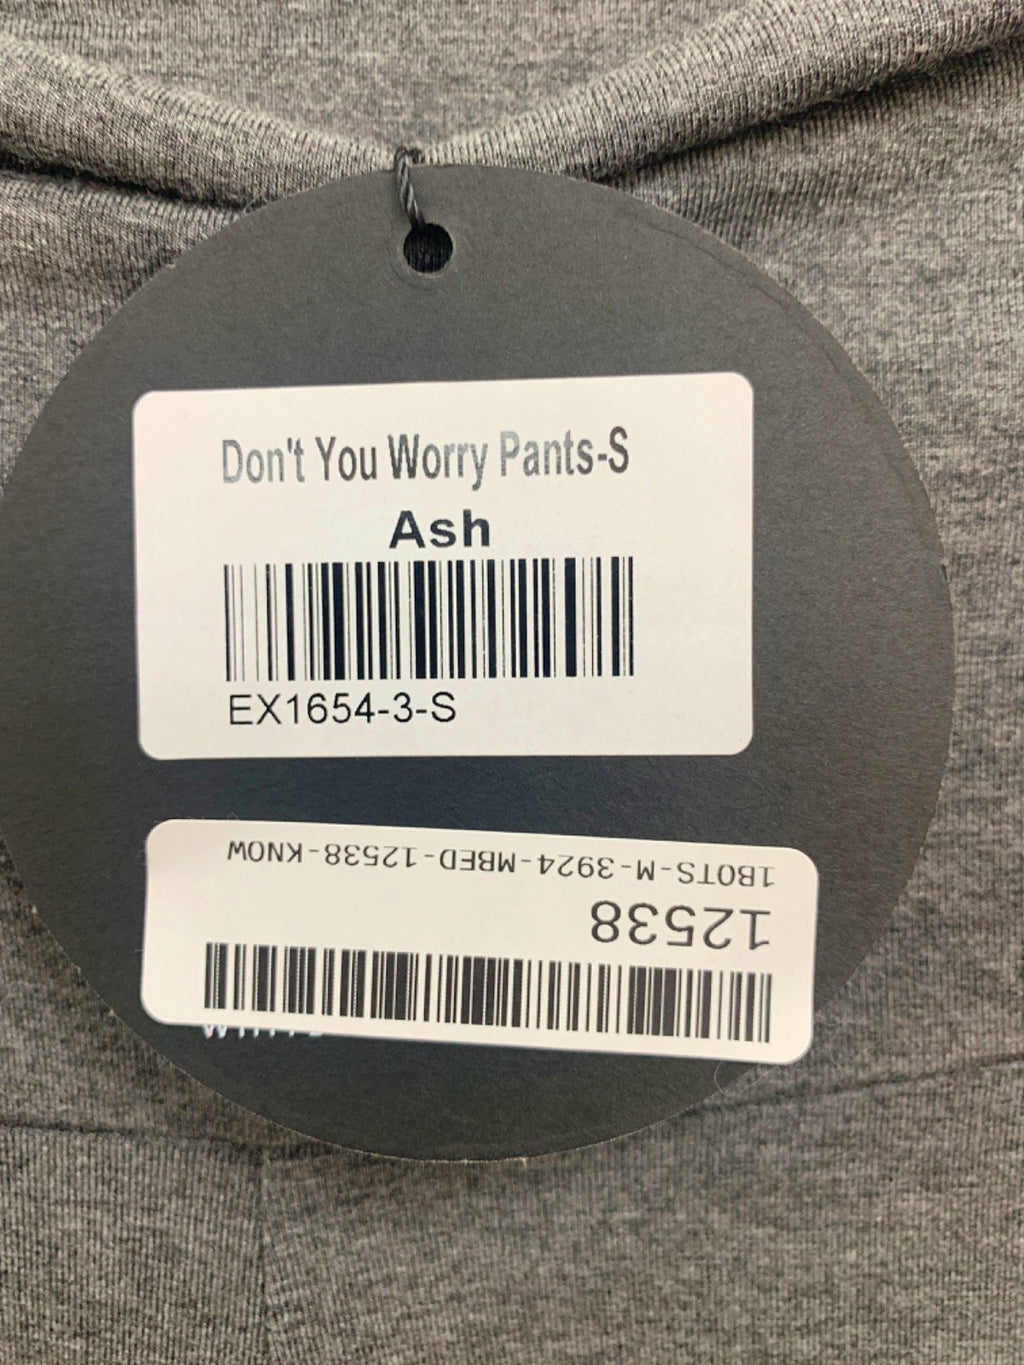 Don't You Worry Pants-S
Ash
EX1654-3-S
1BOTS-M-3924-MBED-12538-KNOW
12538